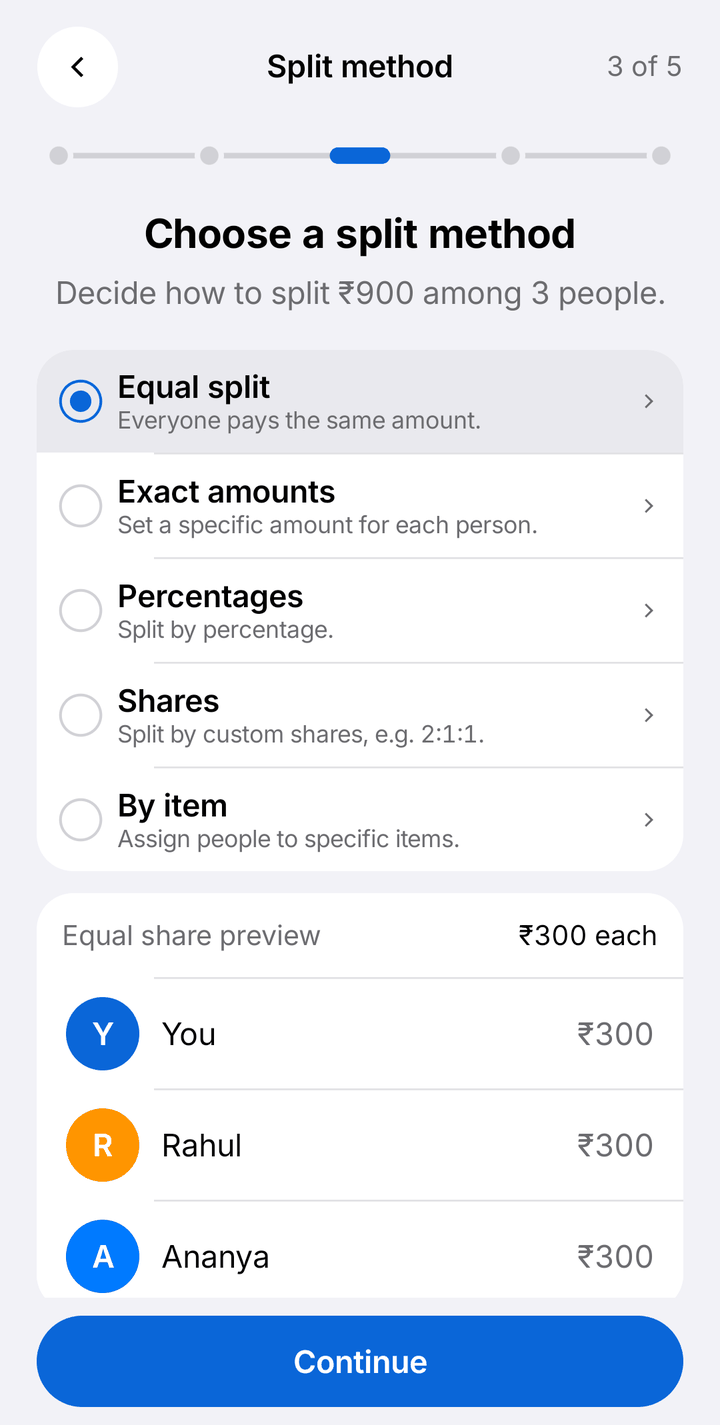 Split method
3 of 5
Choose a split method
Decide how to split ₹900 among 3 people.
Equal split
Everyone pays the same amount.
Exact amounts
Set a specific amount for each person.
Percentages
Split by percentage.
Shares
Split by custom shares, e.g. 2:1:1.
By item
Assign people to specific items.
Equal share preview
₹300 each
Y
You
₹300
R
Rahul
₹300
A
Ananya
₹300
Continue